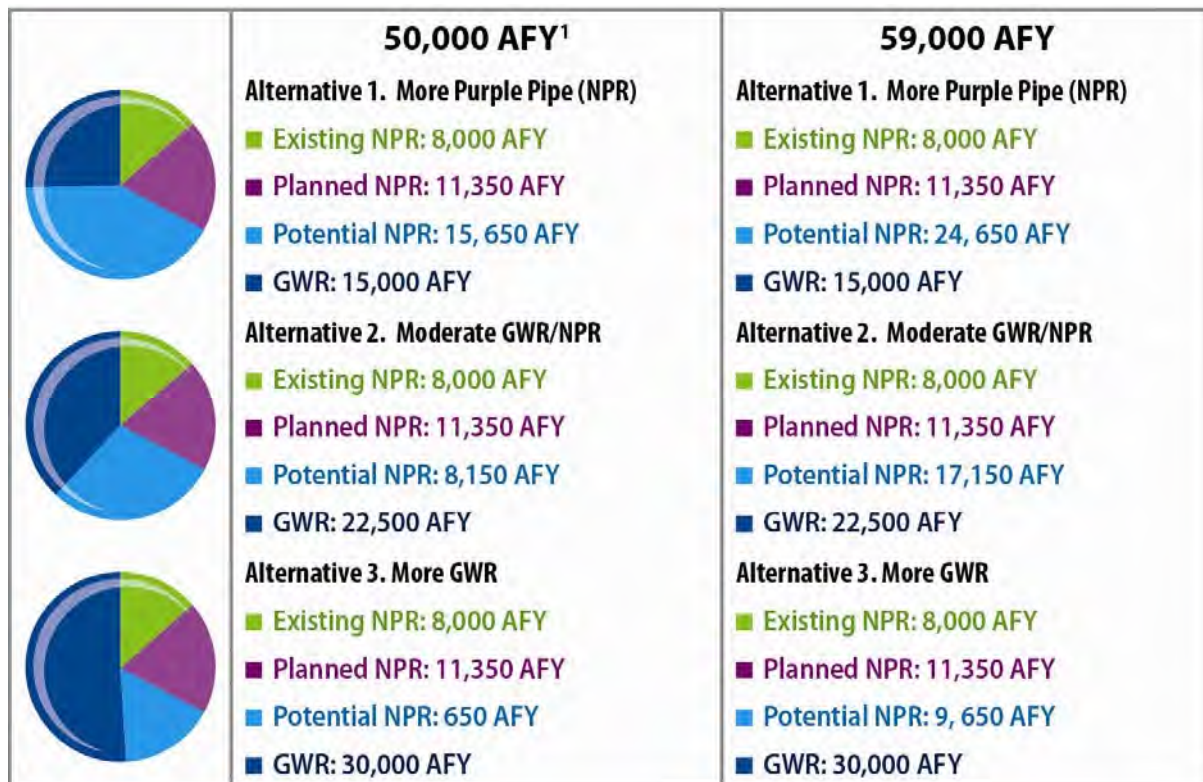 50,000 AFY¹
Alternative 1. More Purple Pipe (NPR)
Existing NPR: 8,000 AFY
Planned NPR: 11,350 AFY
Potential NPR: 15, 650 AFY
GWR: 15,000 AFY
Alternative 2. Moderate GWR/NPR
Existing NPR: 8,000 AFY
Planned NPR: 11,350 AFY
Potential NPR: 8,150 AFY
GWR: 22,500 AFY
Alternative 3. More GWR
Existing NPR: 8,000 AFY
Planned NPR: 11,350 AFY
Potential NPR: 650 AFY
GWR: 30,000 AFY
59,000 AFY
Alternative 1. More Purple Pipe (NPR)
Existing NPR: 8,000 AFY
Planned NPR: 11,350 AFY
Potential NPR: 24, 650 AFY
GWR: 15,000 AFY
Alternative 2. Moderate GWR/NPR
Existing NPR: 8,000 AFY
Planned NPR: 11,350 AFY
Potential NPR: 17,150 AFY
GWR: 22,500 AFY
Alternative 3. More GWR
Existing NPR: 8,000 AFY
Planned NPR: 11,350 AFY
Potential NPR: 9, 650 AFY
GWR: 30,000 AFY